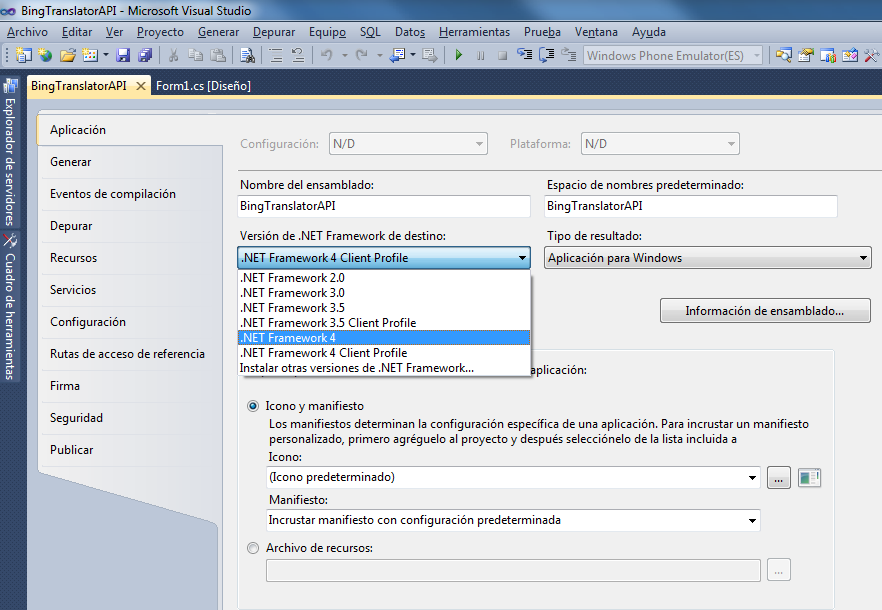 BingTranslatorAPI - Microsoft Visual Studio
Archivo Editar Ver Proyecto Generar Depurar Equipo SQL Datos Herramientas Prueba Ventana Ayuda
Windows Phone Emulator(ES)
BingTranslatorAPI Form1.cs [Diseño]
Explorador de servidores
Cuadro de herramientas
Aplicación
Generar
Eventos de compilación
Depurar
Recursos
Servicios
Configuración
Rutas de acceso de referencia
Firma
Seguridad
Publicar
Configuración: N/D Plataforma: N/D
Nombre del ensamblado: Espacio de nombres predeterminado:
BingTranslatorAPI BingTranslatorAPI
Versión de .NET Framework de destino: Tipo de resultado:
.NET Framework 4 Client Profile Aplicación para Windows
.NET Framework 2.0
.NET Framework 3.0
.NET Framework 3.5
.NET Framework 3.5 Client Profile
.NET Framework 4
.NET Framework 4 Client Profile
Instalar otras versiones de .NET Framework...
Información de ensamblado...
aplicación:
Icono y manifiesto
Los manifiestos determinan la configuración específica de una aplicación. Para incrustar un manifiesto
personalizado, primero agréguelo al proyecto y después selecciónelo de la lista incluida a
Icono:
(Icono predeterminado) ...
Manifiesto:
Incrustar manifiesto con configuración predeterminada
Archivo de recursos:
...